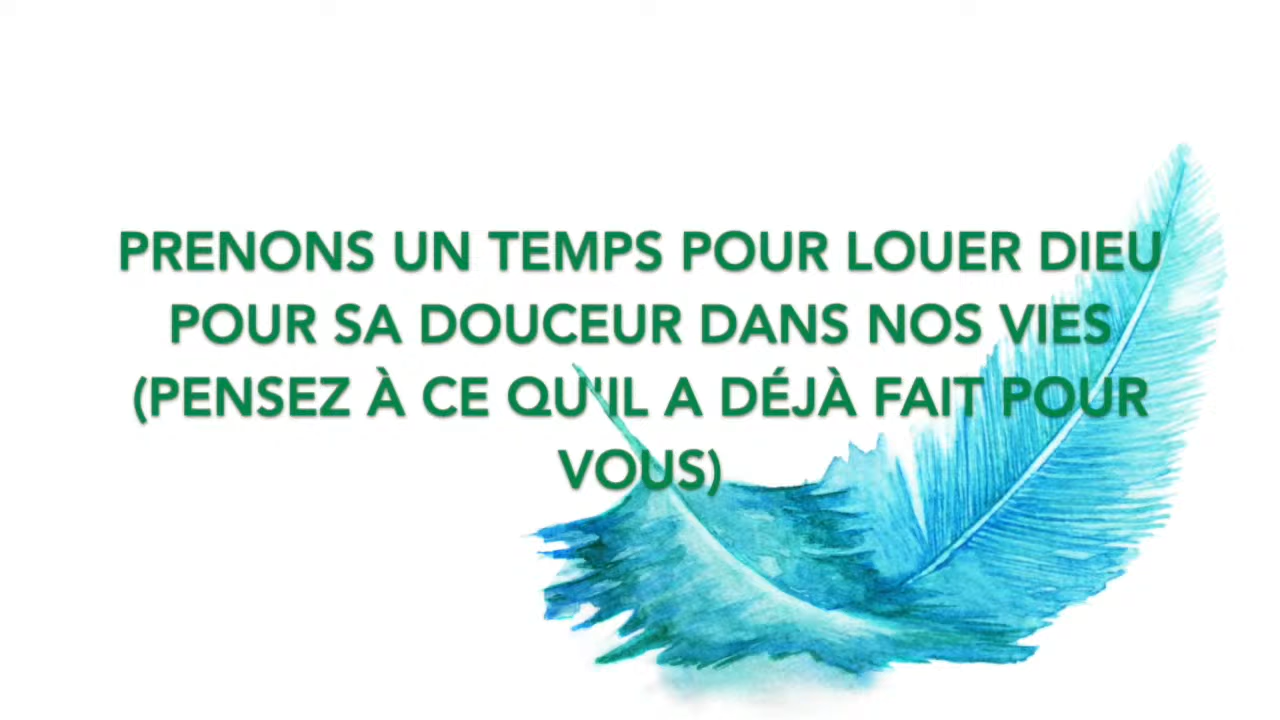 PRENONS UN TEMPS POUR LOUER DIEU
POUR SA DOUCEUR DANS NOS VIES
(PENSEZ À CE QU'IL A DÉJÀ FAIT POUR
VOUS)